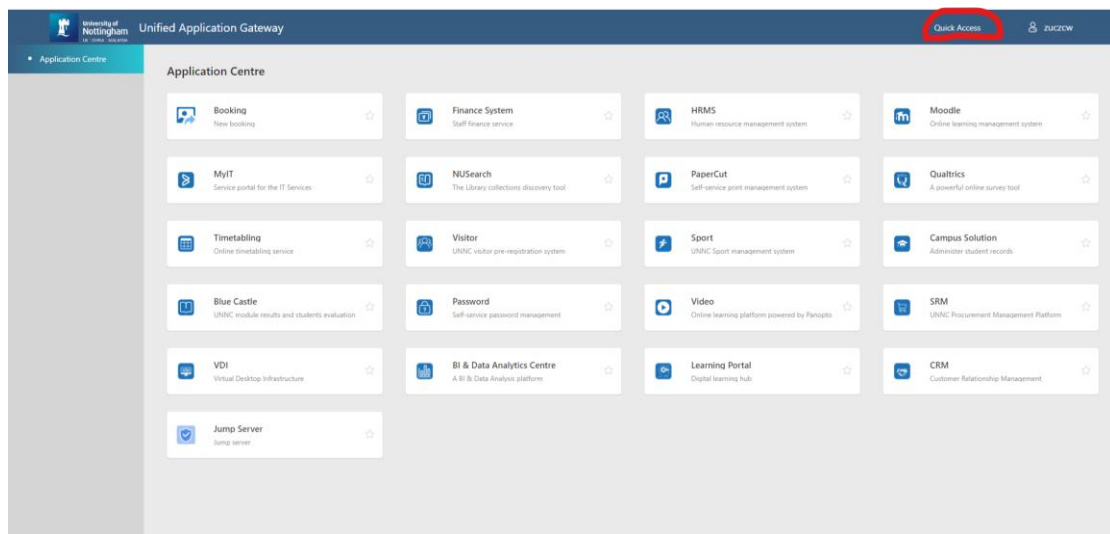 University of
Nottingham
UK | CHINA | MALAYSIA
Unified Application Gateway
Quick Access
zuczcw
Application Centre
Application Centre
Booking
New booking
Finance System
Staff finance service
HRMS
Human resource management system
Moodle
Online learning management system
MyIT
Service portal for the IT Services
NUSearch
The Library collections discovery tool
PaperCut
Self-service print management system
Qualtrics
A powerful online survey tool
Timetabling
Online timetabling service
Visitor
UNNC visitor pre-registration system
Sport
UNNC Sport management system
Campus Solution
Administer student records
Blue Castle
UNNC module results and students evaluation
Password
Self-service password management
Video
Online learning platform powered by Panopto
SRM
UNNC Procurement Management Platform
VDI
Virtual Desktop Infrastructure
BI & Data Analytics Centre
A BI & Data Analysis platform
Learning Portal
Digital learning hub
CRM
Customer Relationship Management
Jump Server
Jump server